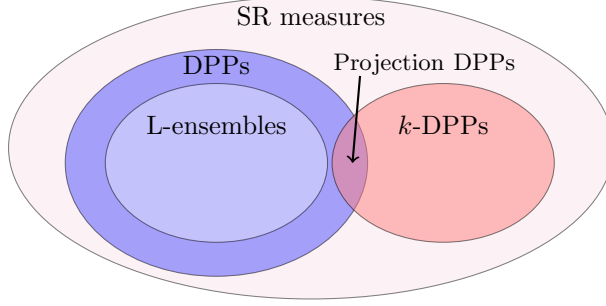 SR measures
DPPs
Projection DPPs
L-ensembles
k-DPPs